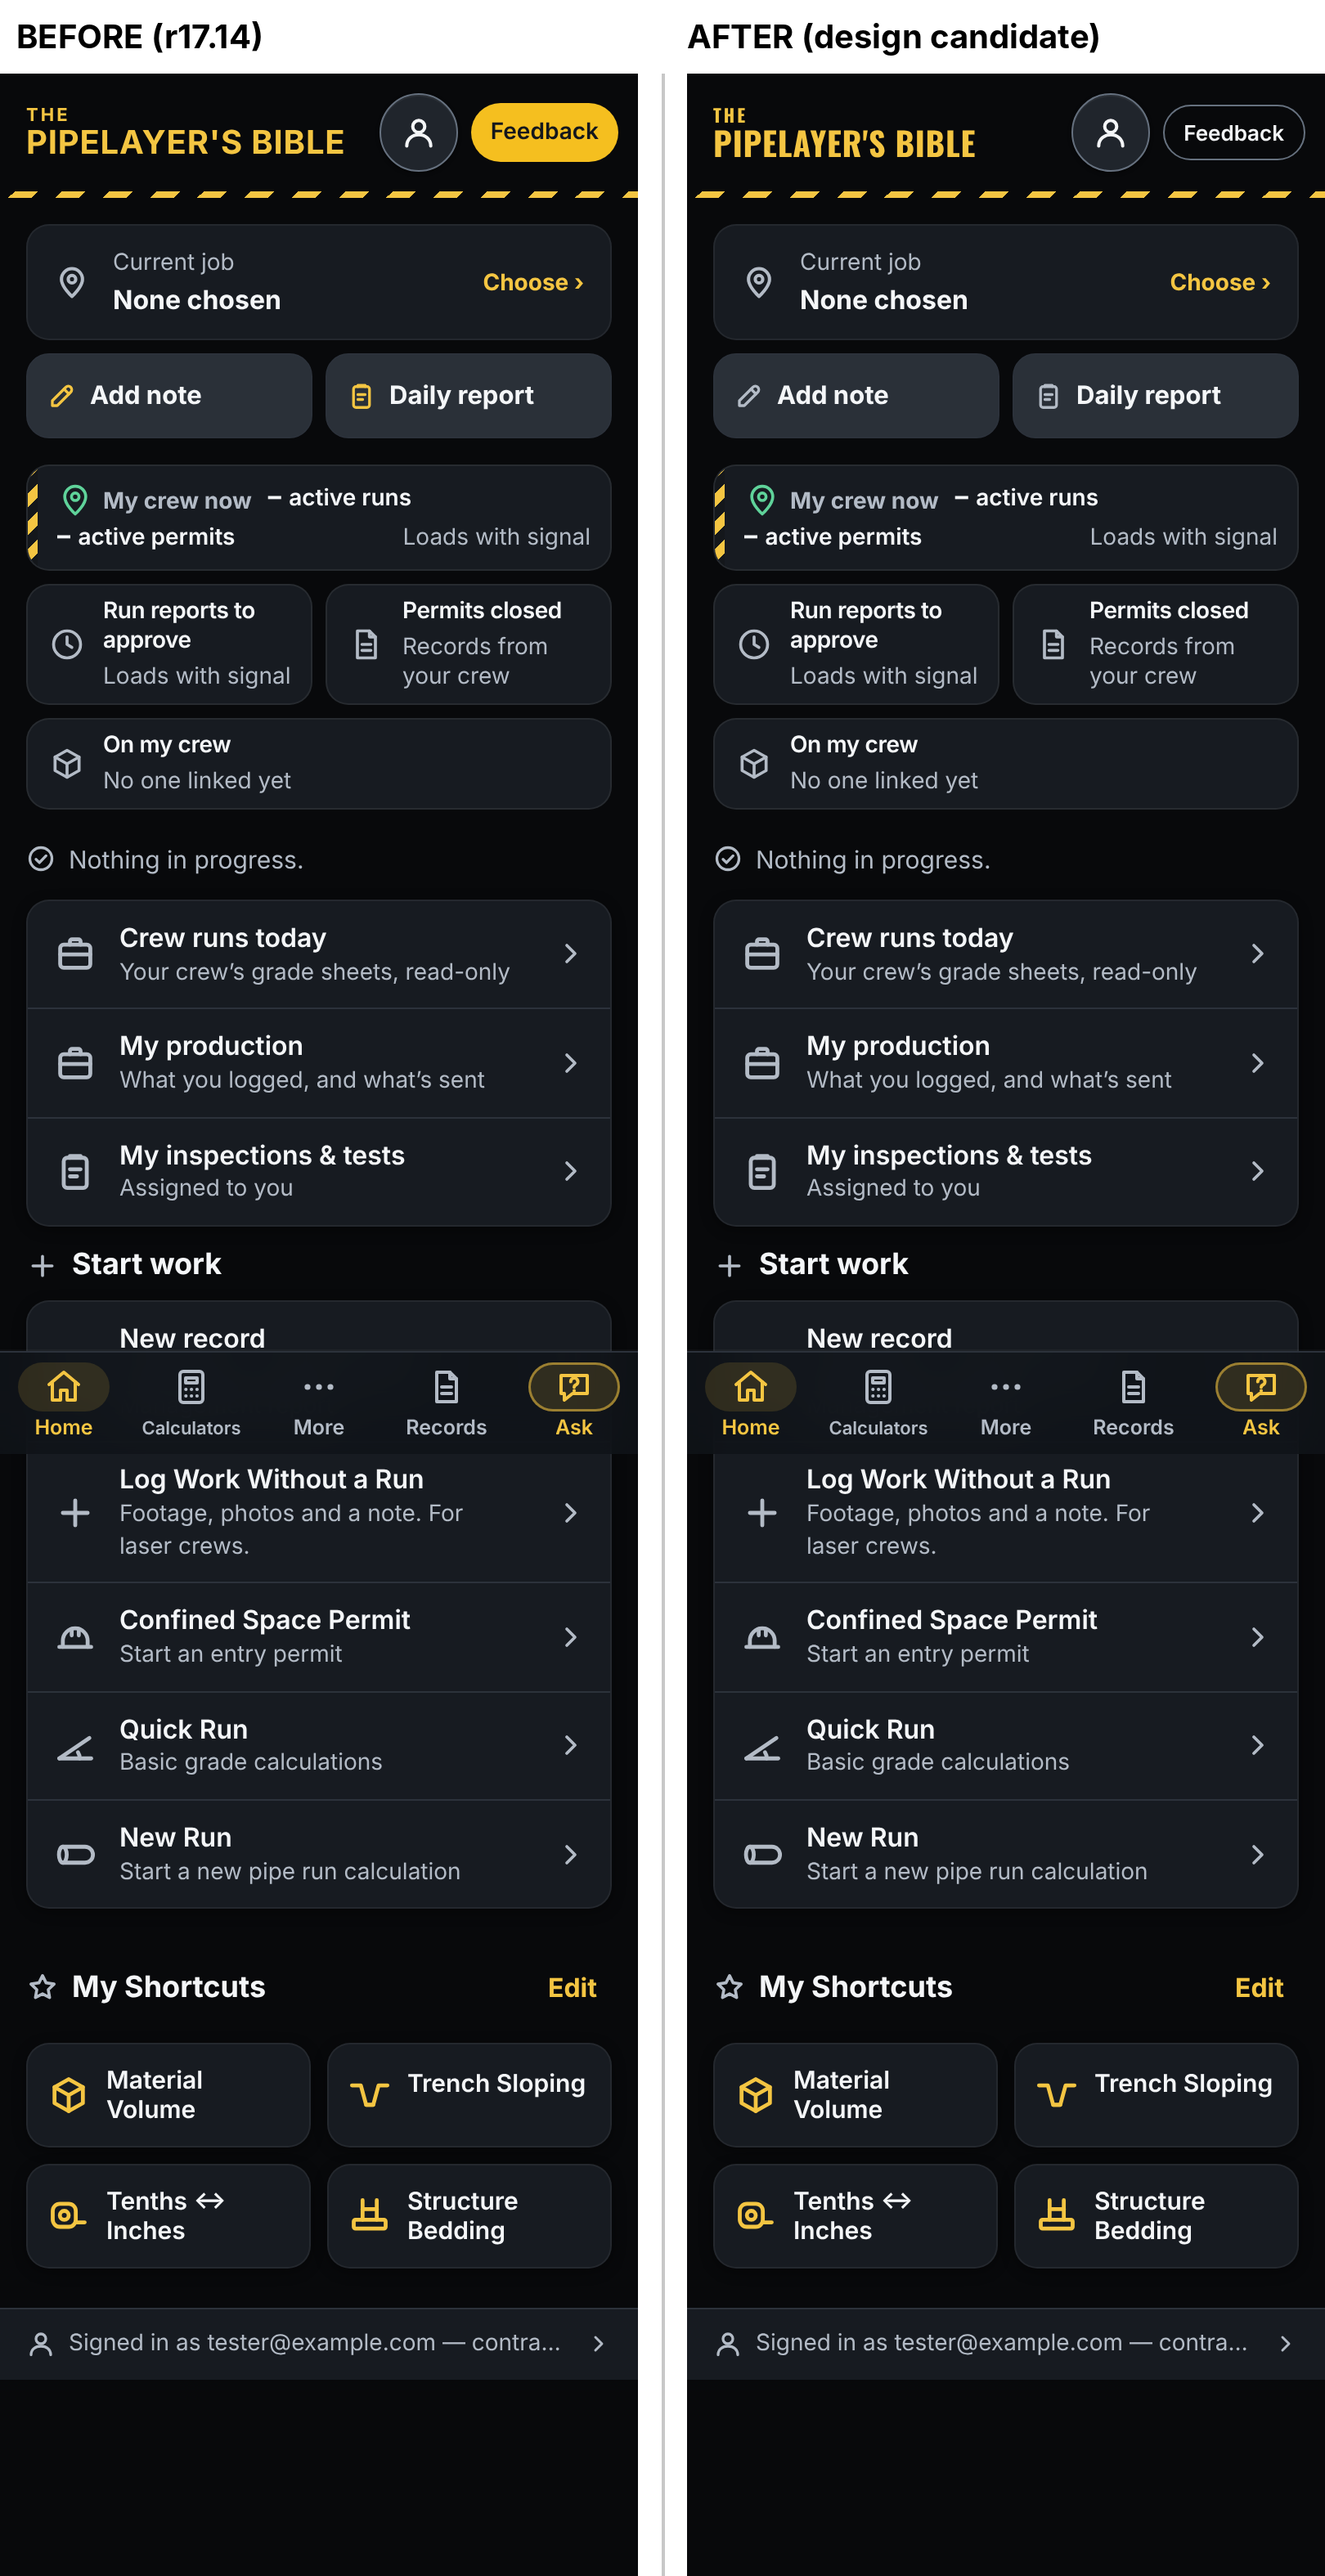 BEFORE (r17.14)
THE
PIPELAYER'S BIBLE
Feedback
Current job
None chosen
Choose ›
Add note
Daily report
My crew now – active runs
– active permits
Loads with signal
Run reports to
approve
Loads with signal
Permits closed
Records from
your crew
On my crew
No one linked yet
Nothing in progress.
Crew runs today
Your crew’s grade sheets, read-only
My production
What you logged, and what’s sent
My inspections & tests
Assigned to you
Start work
New record
Home
Calculators
More
Records
Ask
Log Work Without a Run
Footage, photos and a note. For
laser crews.
Confined Space Permit
Start an entry permit
Quick Run
Basic grade calculations
New Run
Start a new pipe run calculation
My Shortcuts
Edit
Material
Volume
Trench Sloping
Tenths ↔
Inches
Structure
Bedding
Signed in as tester@example.com — contra...
AFTER (design candidate)
THE
PIPELAYER'S BIBLE
Feedback
Current job
None chosen
Choose ›
Add note
Daily report
My crew now – active runs
– active permits
Loads with signal
Run reports to
approve
Loads with signal
Permits closed
Records from
your crew
On my crew
No one linked yet
Nothing in progress.
Crew runs today
Your crew’s grade sheets, read-only
My production
What you logged, and what’s sent
My inspections & tests
Assigned to you
Start work
New record
Home
Calculators
More
Records
Ask
Log Work Without a Run
Footage, photos and a note. For
laser crews.
Confined Space Permit
Start an entry permit
Quick Run
Basic grade calculations
New Run
Start a new pipe run calculation
My Shortcuts
Edit
Material
Volume
Trench Sloping
Tenths ↔
Inches
Structure
Bedding
Signed in as tester@example.com — contra...